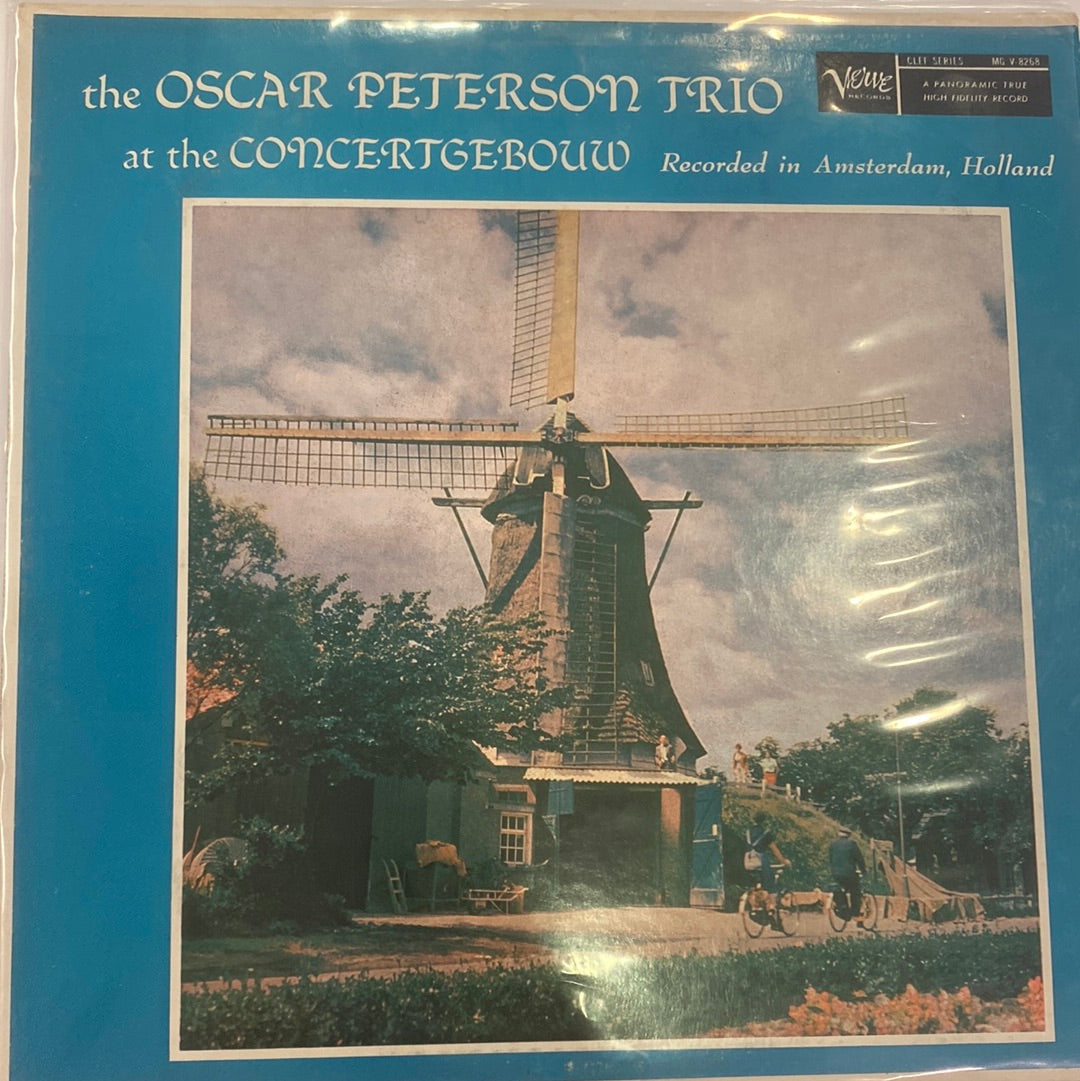 the OSCAR PETERSON TRIO
at the CONCERTGEBOUW Recorded in Amsterdam, Holland
Verve
RECORDS
CLEF SERIES MG V-8268
A PANORAMIC TRUE
HIGH FIDELITY RECORD